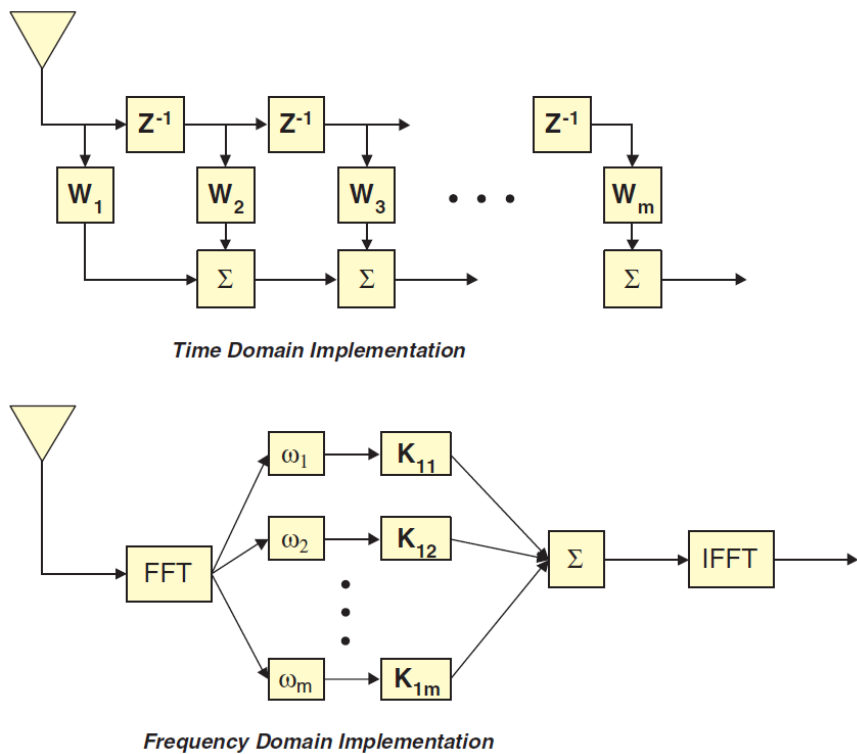 Z⁻¹ Z⁻¹ Z⁻¹
W₁ W₂ W₃ • • • Wₘ
Σ Σ Σ
Time Domain Implementation
ω₁ K₁₁
FFT ω₂ K₁₂ Σ IFFT
ωₘ K₁ₘ
Frequency Domain Implementation